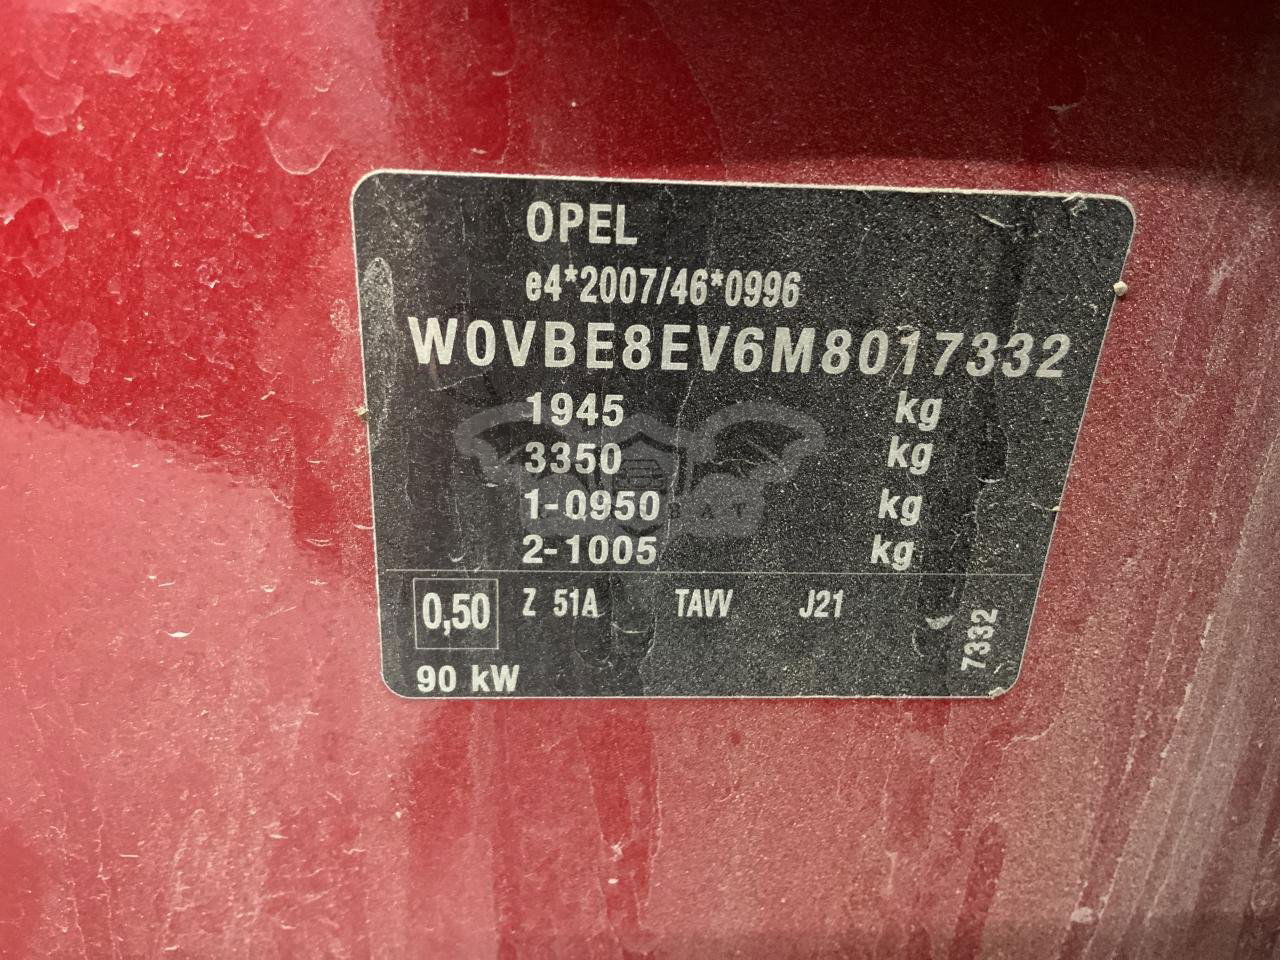 OPEL
e4*2007/46*0996
W0VBE8EV6M8017332
1945 kg
3350 kg
1-0950 kg
2-1005 kg
0,50 Z 51A TAVV J21
7332
90 kW